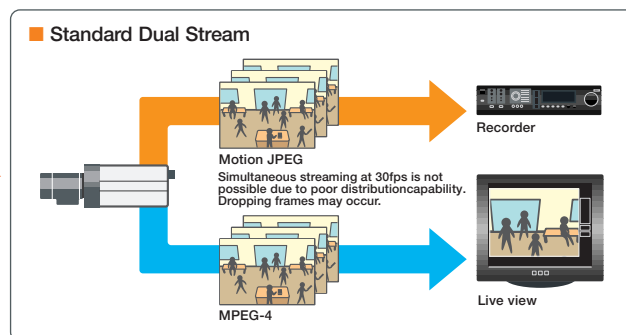 Standard Dual Stream
Motion JPEG
Simultaneous streaming at 30fps is not
possible due to poor distributioncapability.
Dropping frames may occur.
Recorder
MPEG-4
Live view